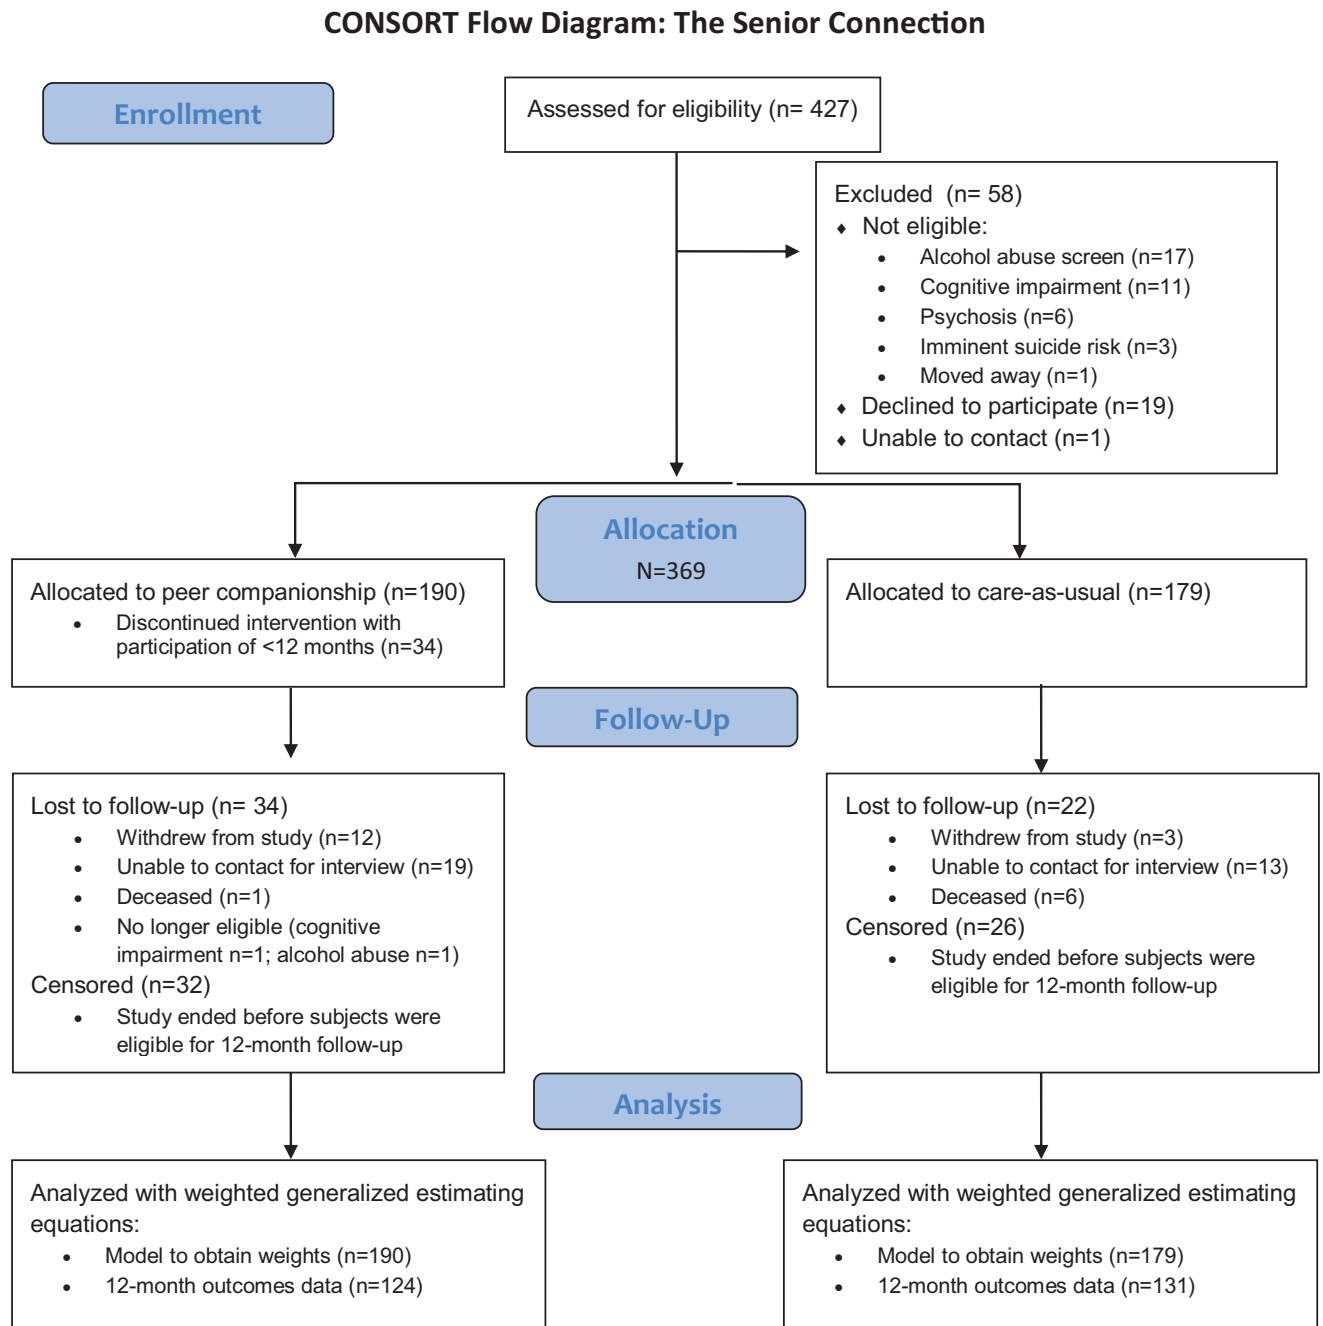 CONSORT Flow Diagram: The Senior Connection
Enrollment
Assessed for eligibility (n= 427)
Excluded  (n= 58)
♦ Not eligible:
• Alcohol abuse screen (n=17)
• Cognitive impairment (n=11)
• Psychosis (n=6)
• Imminent suicide risk (n=3)
• Moved away (n=1)
♦ Declined to participate (n=19)
♦ Unable to contact (n=1)
Allocation
N=369
Allocated to peer companionship (n=190)
• Discontinued intervention with
participation of <12 months (n=34)
Allocated to care-as-usual (n=179)
Follow-Up
Lost to follow-up (n= 34)
• Withdrew from study (n=12)
• Unable to contact for interview (n=19)
• Deceased (n=1)
• No longer eligible (cognitive
impairment n=1; alcohol abuse n=1)
Censored (n=32)
• Study ended before subjects were
eligible for 12-month follow-up
Lost to follow-up (n=22)
• Withdrew from study (n=3)
• Unable to contact for interview (n=13)
• Deceased (n=6)
Censored (n=26)
• Study ended before subjects were
eligible for 12-month follow-up
Analysis
Analyzed with weighted generalized estimating
equations:
• Model to obtain weights (n=190)
• 12-month outcomes data (n=124)
Analyzed with weighted generalized estimating
equations:
• Model to obtain weights (n=179)
• 12-month outcomes data (n=131)